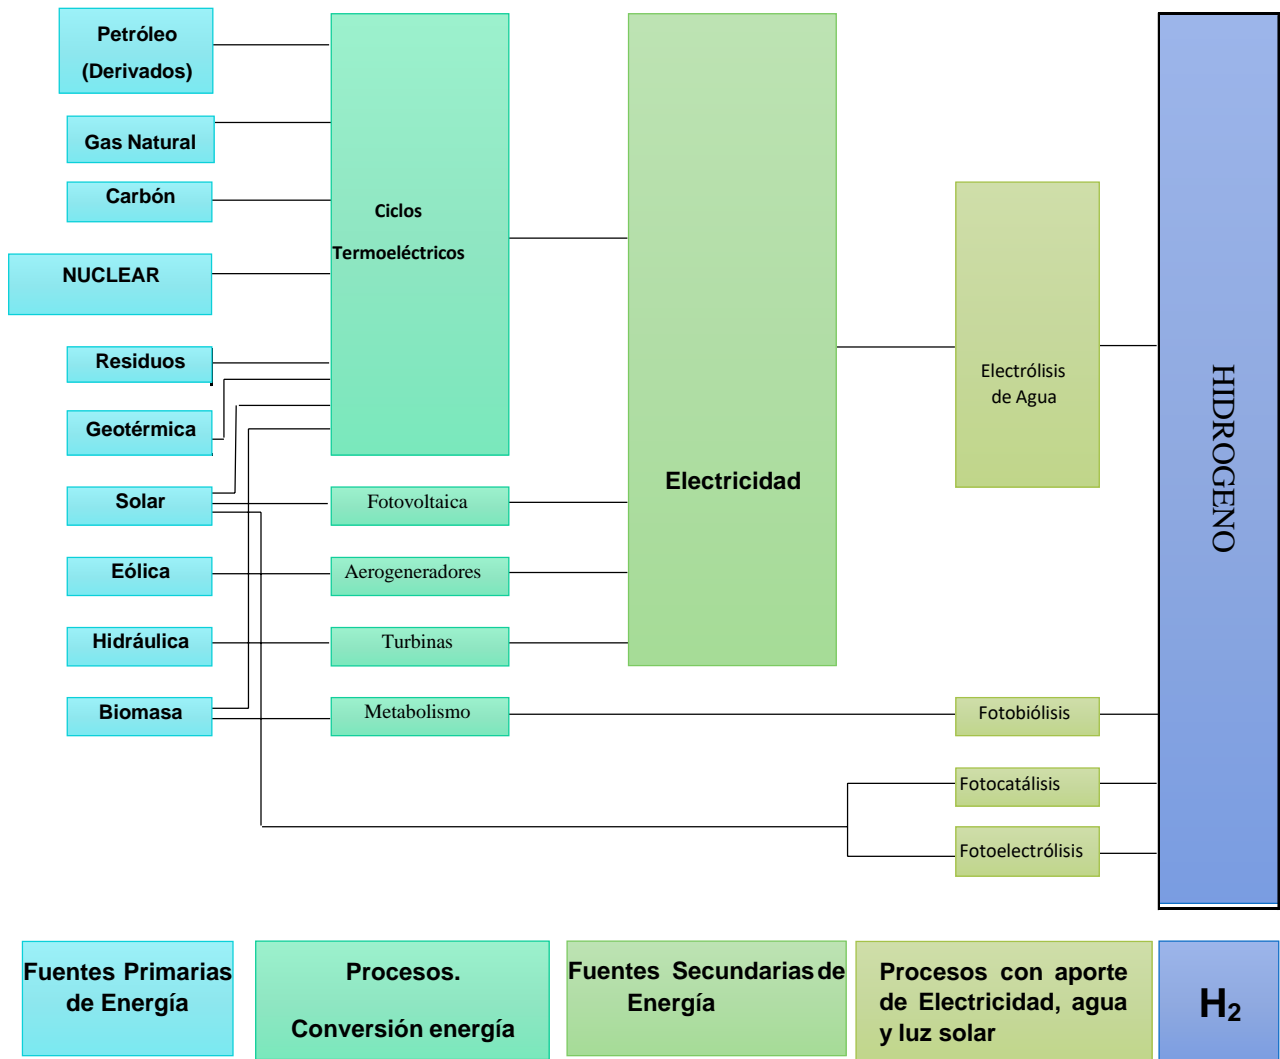 Petróleo
(Derivados)
Gas Natural
Carbón
NUCLEAR
Residuos
Geotérmica
Solar
Eólica
Hidráulica
Biomasa
Ciclos
Termoeléctricos
Fotovoltaica
Aerogeneradores
Turbinas
Metabolismo
Electricidad
Electrólisis
de Agua
Fotobiólisis
Fotocatálisis
Fotoelectrólisis
HIDROGENO
Fuentes Primarias
de Energía
Procesos.
Conversión energía
Fuentes Secundarias de
Energía
Procesos con aporte
de Electricidad, agua
y luz solar
H₂